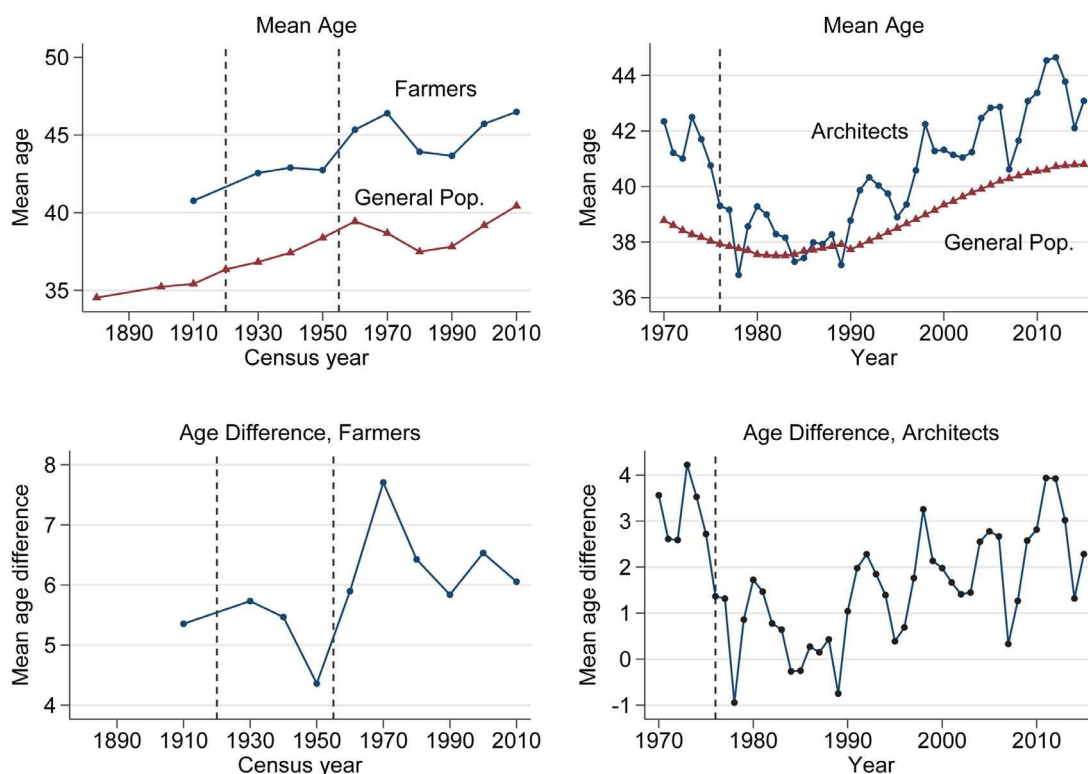 Mean Age
50
45
40
35
Mean age
Farmers
General Pop.
1890 1910 1930 1950 1970 1990 2010
Census year
Mean Age
44
42
40
38
36
Mean age
Architects
General Pop.
1970 1980 1990 2000 2010
Year
Age Difference, Farmers
8
7
6
5
4
Mean age difference
1890 1910 1930 1950 1970 1990 2010
Census year
Age Difference, Architects
4
3
2
1
0
-1
Mean age difference
1970 1980 1990 2000 2010
Year